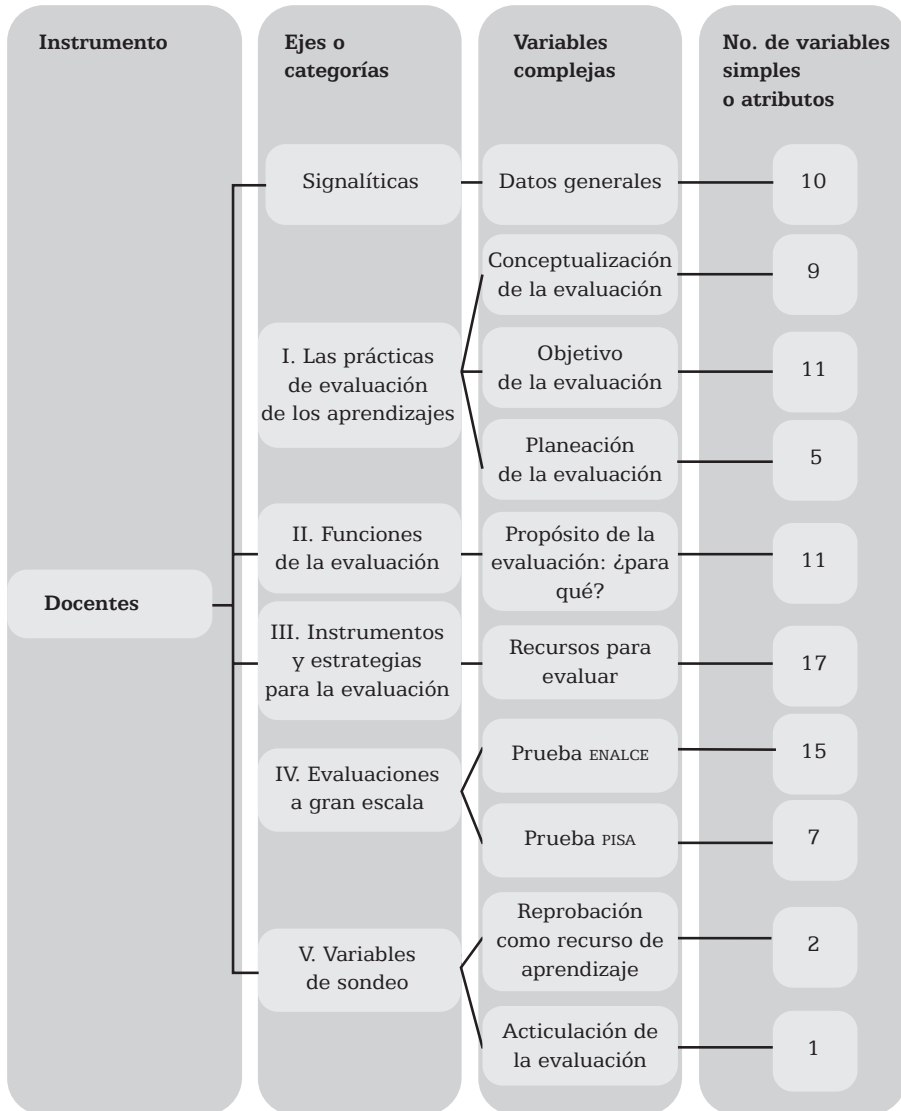 Instrumento
Ejes o
categorías
Variables
complejas
No. de variables
simples
o atributos
Docentes
Signalíticas
Datos generales
10
I. Las prácticas
de evaluación
de los aprendizajes
Conceptualización
de la evaluación
9
Objetivo
de la evaluación
11
Planeación
de la evaluación
5
II. Funciones
de la evaluación
Propósito de la
evaluación: ¿para
qué?
11
III. Instrumentos
y estrategias
para la evaluación
Recursos para
evaluar
17
IV. Evaluaciones
a gran escala
Prueba ENALCE
15
Prueba PISA
7
V. Variables
de sondeo
Reprobación
como recurso de
aprendizaje
2
Acticulación de
la evaluación
1